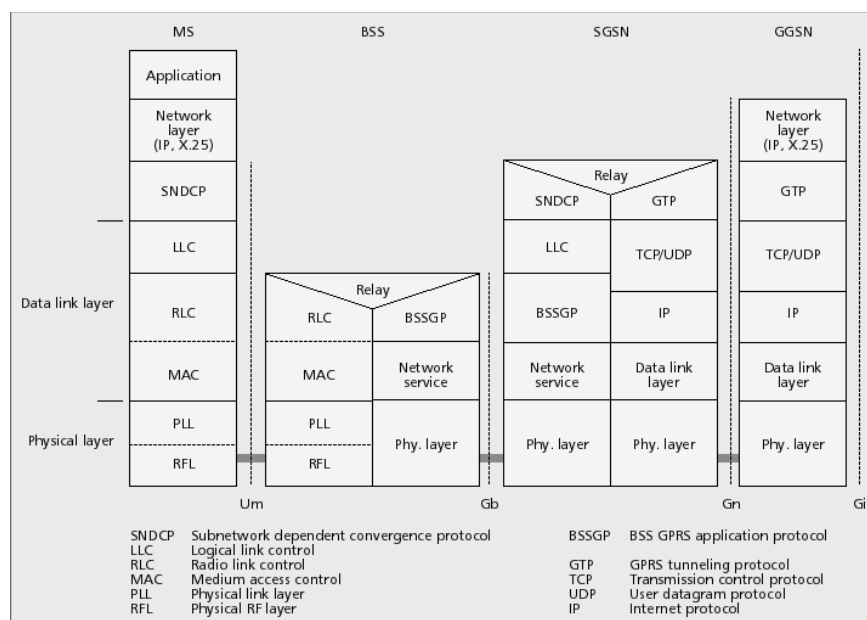 MS
BSS
SGSN
GGSN
Application
Network
layer
(IP, X.25)
SNDCP
LLC
RLC
MAC
PLL
RFL
Data link layer
Physical layer
Relay
RLC
BSSGP
MAC
Network
service
PLL
RFL
Phy. layer
Relay
SNDCP
GTP
LLC
TCP/UDP
BSSGP
IP
Network
service
Data link
layer
Phy. layer
Phy. layer
Network
layer
(IP, X.25)
GTP
TCP/UDP
IP
Data link
layer
Phy. layer
Um
Gb
Gn
Gi
SNDCP Subnetwork dependent convergence protocol
LLC Logical link control
RLC Radio link control
MAC Medium access control
PLL Physical link layer
RFL Physical RF layer
BSSGP BSS GPRS application protocol
GTP GPRS tunneling protocol
TCP Transmission control protocol
UDP User datagram protocol
IP Internet protocol